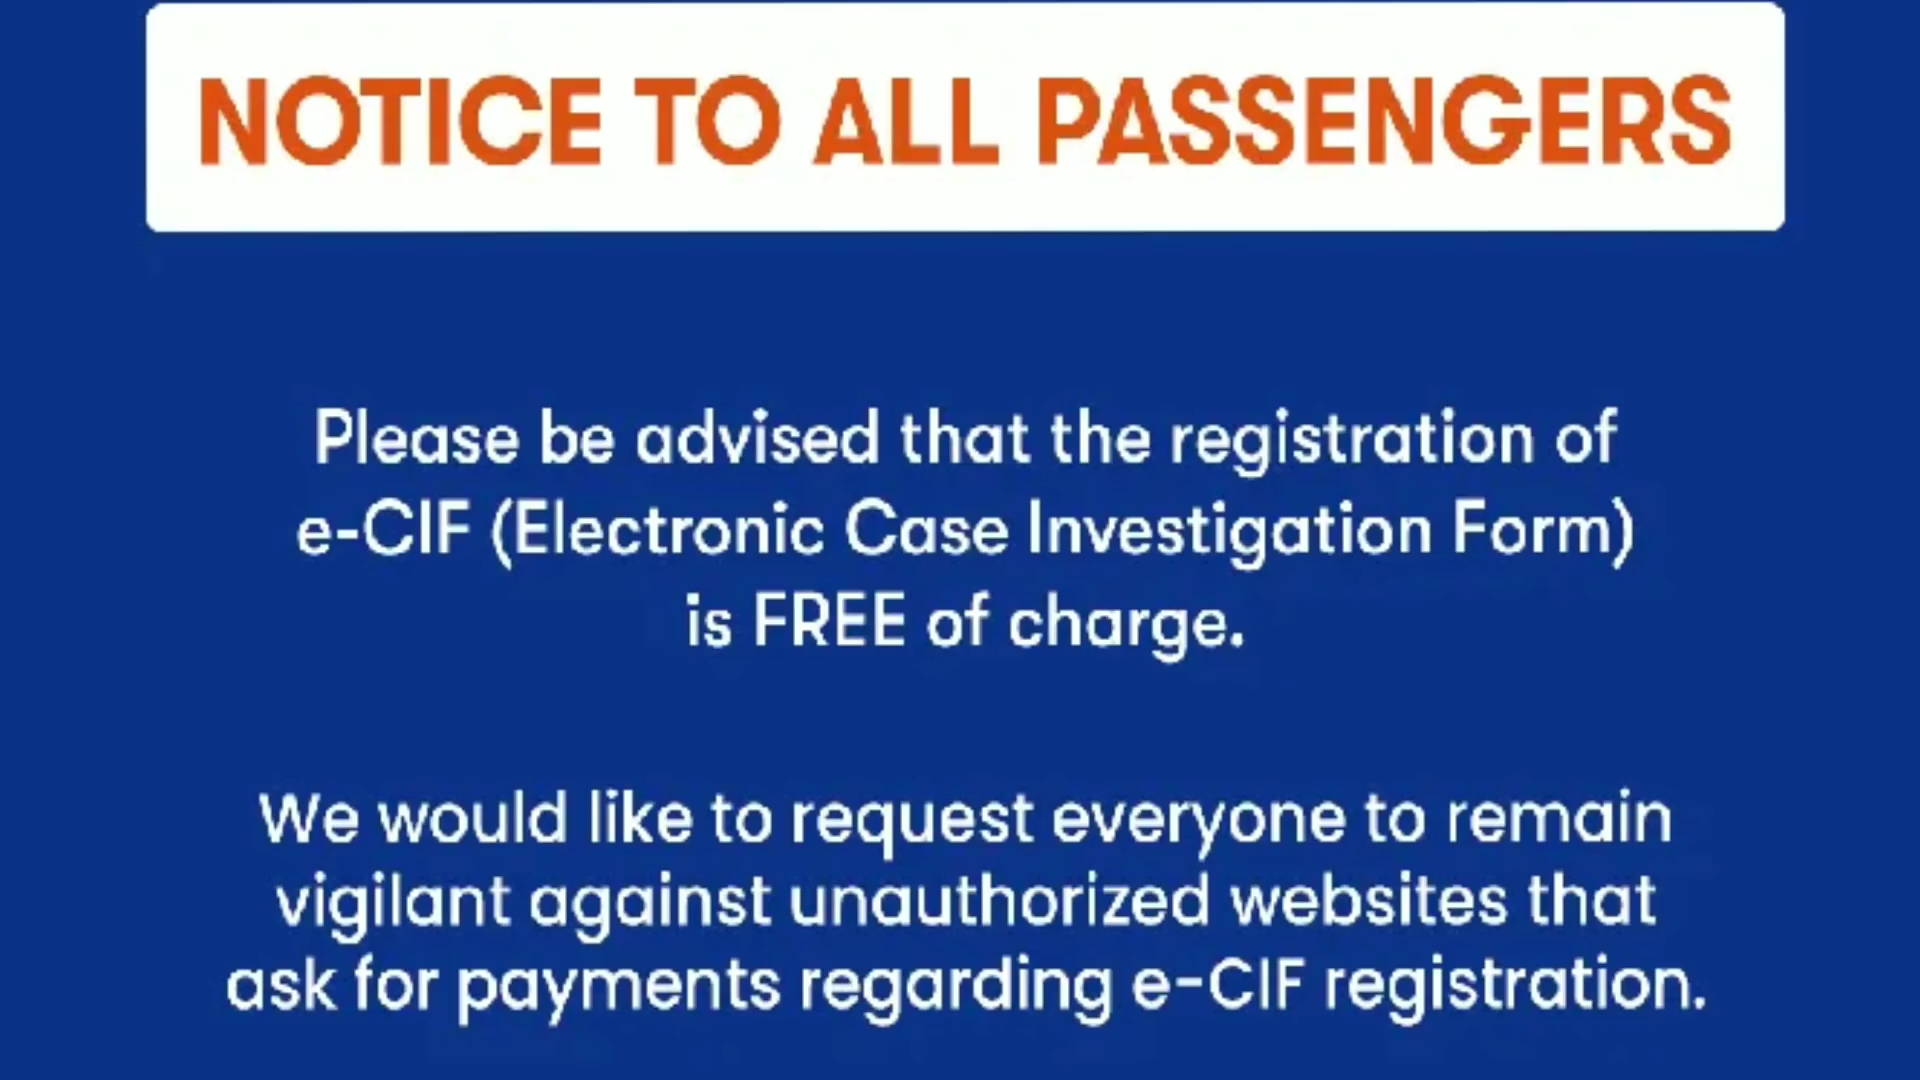 NOTICE TO ALL PASSENGERS
Please be advised that the registration of
e-CIF (Electronic Case Investigation Form)
is FREE of charge.
We would like to request everyone to remain
vigilant against unauthorized websites that
ask for payments regarding e-CIF registration.